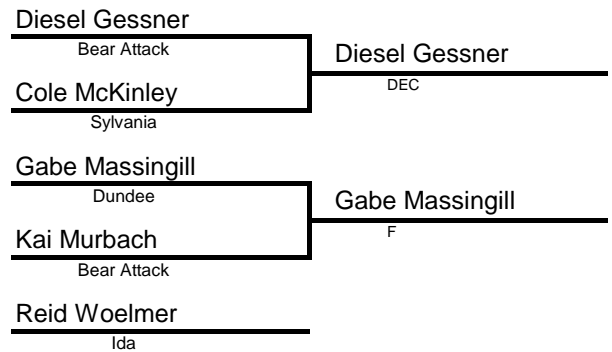 Diesel Gessner
Bear Attack
Diesel Gessner
DEC
Cole McKinley
Sylvania
Gabe Massingill
Dundee
Gabe Massingill
F
Kai Murbach
Bear Attack
Reid Woelmer
Ida